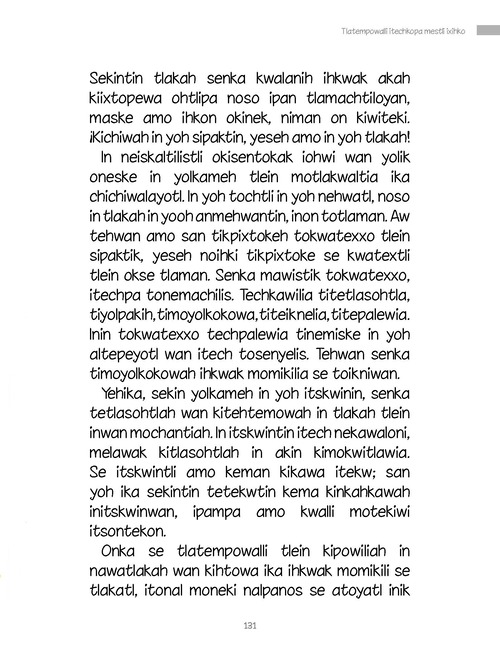 Tlatempowalli itechkopa mestli ixihko
Sekintin tlakah senka kwalanih ihkwak akah
kiixtopewa ohtlipa noso ipan tlamachtiloyan,
maske amo ihkon okinek, niman on kiwiteki.
¡Kichiwah in yoh sipaktin, yeseh amo in yoh tlakah!
In neiskaltilistli okisentokak iohwi wan yolik
oneske in yolkameh tlein motlakwaltia ika
chichiwalayotl. In yoh tochtli in yoh nehwatl, noso
in tlakah in yooh anmehwantin, inon totlaman. Aw
tehwan amo san tikpixtokeh tokwatexxo tlein
sipaktik, yeseh noihki tikpixtoke se kwatextli
tlein okse tlaman. Senka mawistik tokwatexxo,
itechpa tonemachilis. Techkawilia titetlasohtla,
tiyolpakih, timoyolkokowa, titeiknelia, titepalewia.
Inin tokwatexxo techpalewia tinemiske in yoh
altepeyotl wan itech tosenyelis. Tehwan senka
timoyolkokowah ihkwak momikilia se toikniwan.
Yehika, sekin yolkameh in yoh itskwinin, senka
tetlasohtlah wan kitehtemowah in tlakah tlein
inwan mochantiah. In itskwintin itech nekawaloni,
melawak kitlasohtlah in akin kimokwitlawia.
Se itskwintli amo keman kikawa itekw; san
yoh ika sekintin tetekwtin kema kinkahkawah
initskwinwan, ipampa amo kwalli motekiwi
itsontekon.
Onka se tlatempowalli tlein kipowiliah in
nawatlakah wan kihtowa ika ihkwak momikili se
tlakatl, itonal moneki nalpanos se atoyatl inik
131